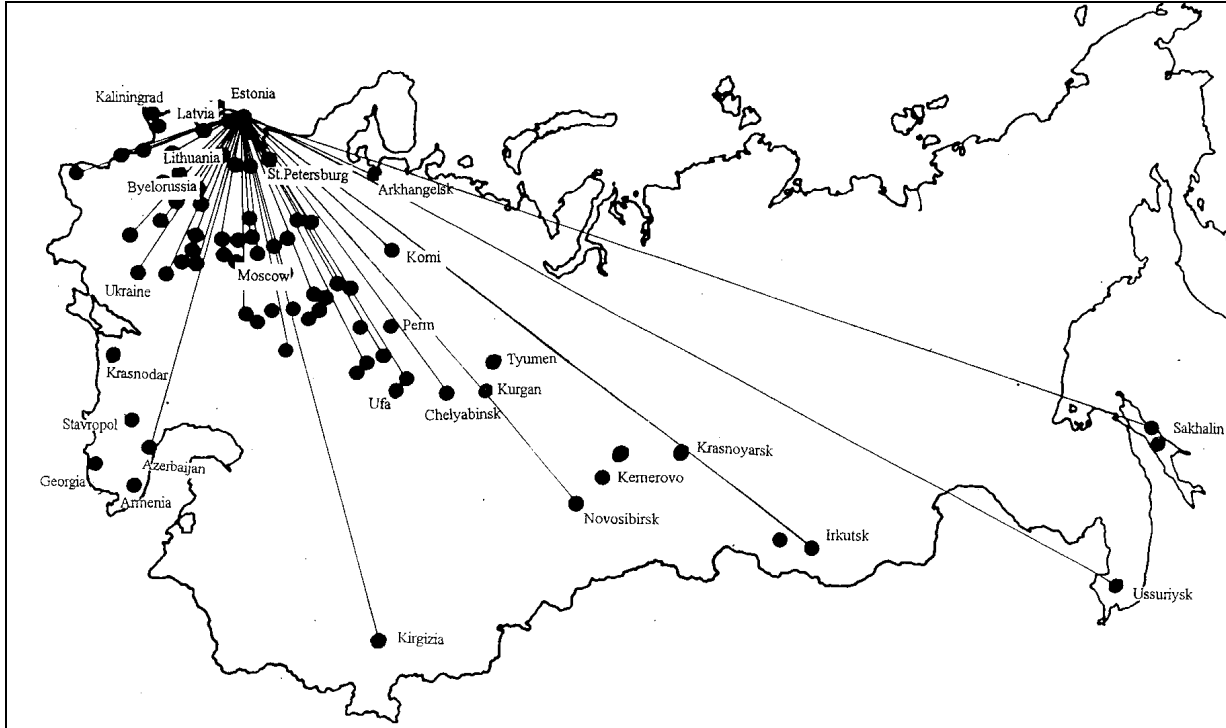 Estonia
Kaliningrad
Latvia
Lithuania
St.Petersburg
Byelorussia
Arkhangelsk
Komi
Moscow
Ukraine
Perm
Krasnodar
Tyumen
Kurgan
Ufa
Chelyabinsk
Stavropol
Sakhalin
Krasnoyarsk
Azerbaijan
Georgia
Kemerovo
Armenia
Novosibirsk
Irkutsk
Ussuriysk
Kirgizia